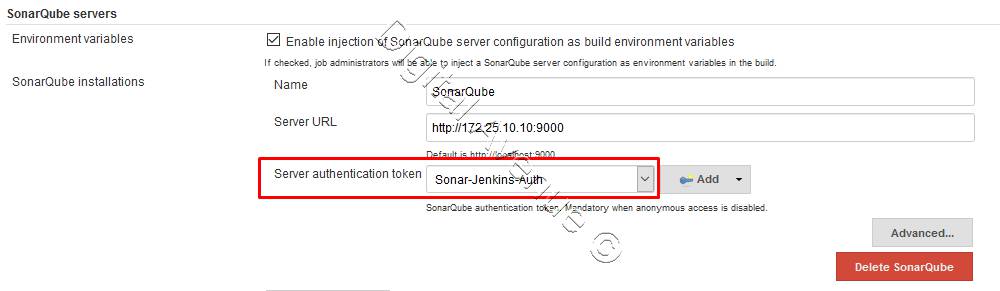 SonarQube servers
Environment variables
Enable injection of SonarQube server configuration as build environment variables
If checked, job administrators will be able to inject a SonarQube server configuration as environment variables in the build.
SonarQube installations
Name
SonarQube
Server URL
http://172.25.10.10:9000
Default is http://localhost:9000
Server authentication token
Sonar-Jenkins-Auth
Add
SonarQube authentication token. Mandatory when anonymous access is disabled.
Advanced...
Delete SonarQube
Digital Avenue ©